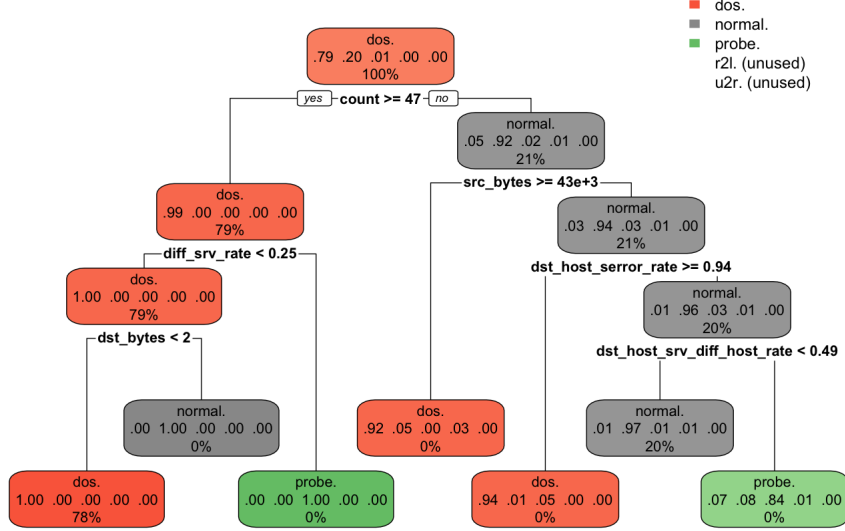 dos.
normal.
probe.
r2l. (unused)
u2r. (unused)
dos.
.79 .20 .01 .00 .00
100%
yes count >= 47 no
normal.
.05 .92 .02 .01 .00
21%
src_bytes >= 43e+3
dos.
.99 .00 .00 .00 .00
79%
diff_srv_rate < 0.25
normal.
.03 .94 .03 .01 .00
21%
dst_host_serror_rate >= 0.94
dos.
1.00 .00 .00 .00 .00
79%
dst_bytes < 2
normal.
.01 .96 .03 .01 .00
20%
dst_host_srv_diff_host_rate < 0.49
normal.
.00 1.00 .00 .00 .00
0%
dos.
.92 .05 .00 .03 .00
0%
normal.
.01 .97 .01 .01 .00
20%
dos.
1.00 .00 .00 .00 .00
78%
probe.
.00 .00 1.00 .00 .00
0%
dos.
.94 .01 .05 .00 .00
0%
probe.
.07 .08 .84 .01 .00
0%